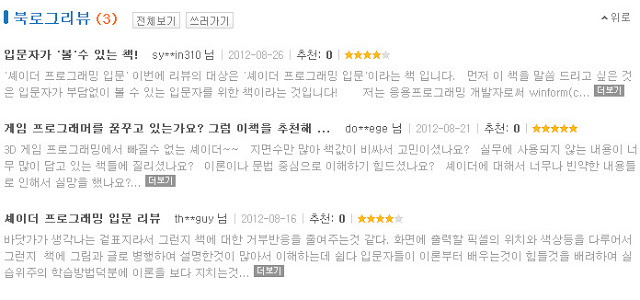 북로그리뷰 (3) 전체보기 쓰러가기 ▲위로
입문자가 '볼'수 있는 책! sy**in310 님 | 2012-08-26 | 추천: 0 | ★★★★★
'셰이더 프로그래밍 입문' 이번에 리뷰의 대상은 '셰이더 프로그래밍 입문'이라는 책 입니다. 먼저 이 책을 말씀 드리고 싶은 것
은 입문자가 부담없이 볼 수 있는 입문자를 위한 책이라는 것입니다! 저는 응용프로그래밍 개발자로써 winform(c... 더보기
게임 프로그래머를 꿈꾸고 있는가요? 그럼 이책을 추천해 ... do**ege 님 | 2012-08-21 | 추천: 0 | ★★★★★
3D 게임 프로그래밍에서 빠질수 없는 셰이더~~ 지면수만 많아 책값이 비싸서 고민이셨나요? 실무에 사용되지 않는 내용이 너
무 많이 담고 있는 책들에 질리셨나요? 이론이나 문법 중심으로 이해하기 힘드셨나요? 셰이더에 대해서 너무나 빈약한 내용들
로 인해서 실망을 했나요?... 더보기
셰이더 프로그래밍 입문 리뷰 th**guy 님 | 2012-08-16 | 추천: 0 | ★★★★★
바닷가가 생각나는 겉표지라서 그런지 책에 대한 거부반응을 줄여주는것 같다. 화면에 출력할 픽셀의 위치와 색상등을 다루어서
그런지 책에 그림과 글로 병행하여 설명한것이 많아서 이해하는데 쉽다 입문자들이 이론부터 배우는것이 힘들것을 배려하여 실
습위주의 학습방법덕분에 이론을 보다 지치는것... 더보기